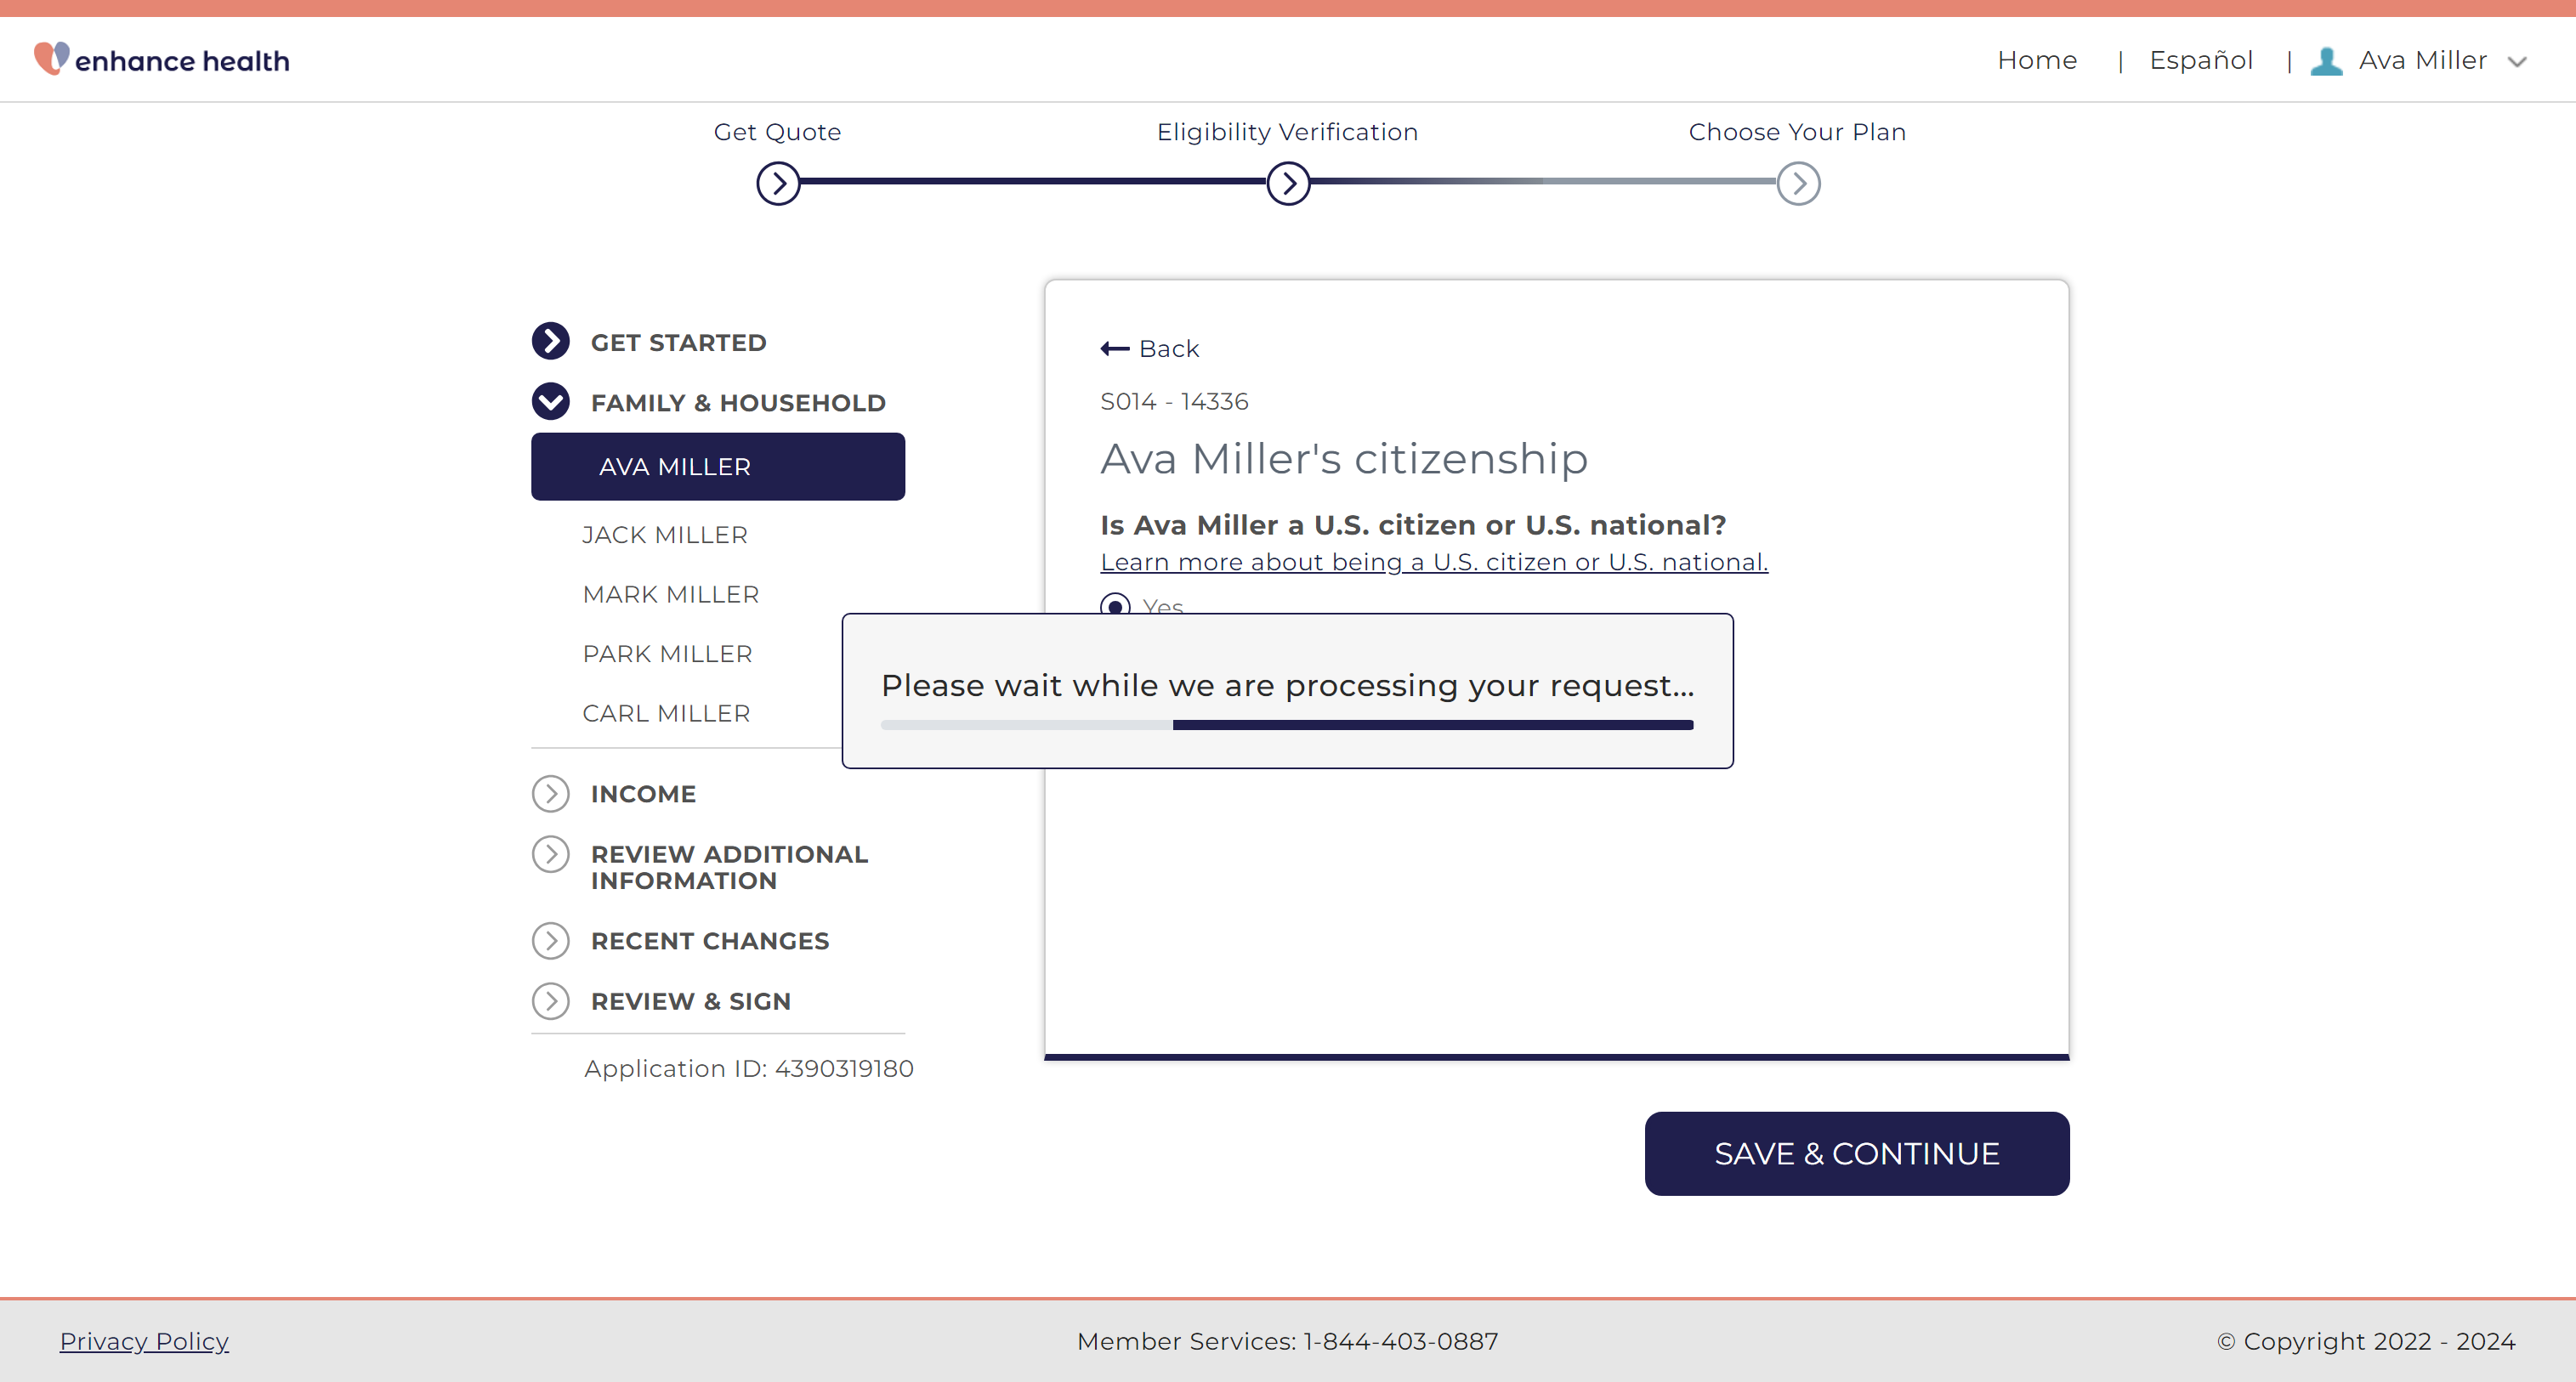 enhance health
Home | Español | Ava Miller
Get Quote
Eligibility Verification
Choose Your Plan
GET STARTED
FAMILY & HOUSEHOLD
AVA MILLER
JACK MILLER
MARK MILLER
PARK MILLER
CARL MILLER
INCOME
REVIEW ADDITIONAL
INFORMATION
RECENT CHANGES
REVIEW & SIGN
Application ID: 4390319180
Back
S014 - 14336
Ava Miller's citizenship
Is Ava Miller a U.S. citizen or U.S. national?
Learn more about being a U.S. citizen or U.S. national.
Yes
Please wait while we are processing your request...
SAVE & CONTINUE
Privacy Policy
Member Services: 1-844-403-0887
© Copyright 2022 - 2024